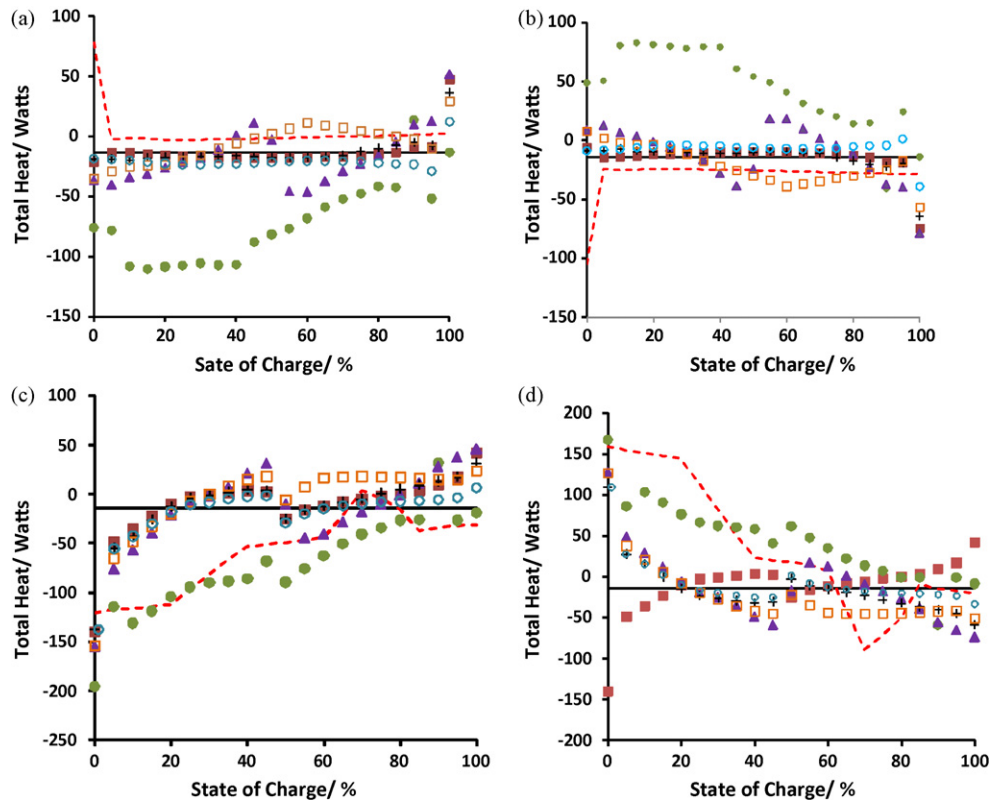 (a)
100
50
0
-50
-100
-150
Total Heat/ Watts
0 20 40 60 80 100
Sate of Charge/ %
(b)
100
50
0
-50
-100
-150
Total Heat/ Watts
0 20 40 60 80 100
State of Charge/ %
(c)
100
50
0
-50
-100
-150
-200
-250
Total Heat/ Watts
0 20 40 60 80 100
State of Charge/ %
(d)
200
150
100
50
0
-50
-100
-150
-200
Total Heat/ Watts
0 20 40 60 80 100
State of Charge/ %